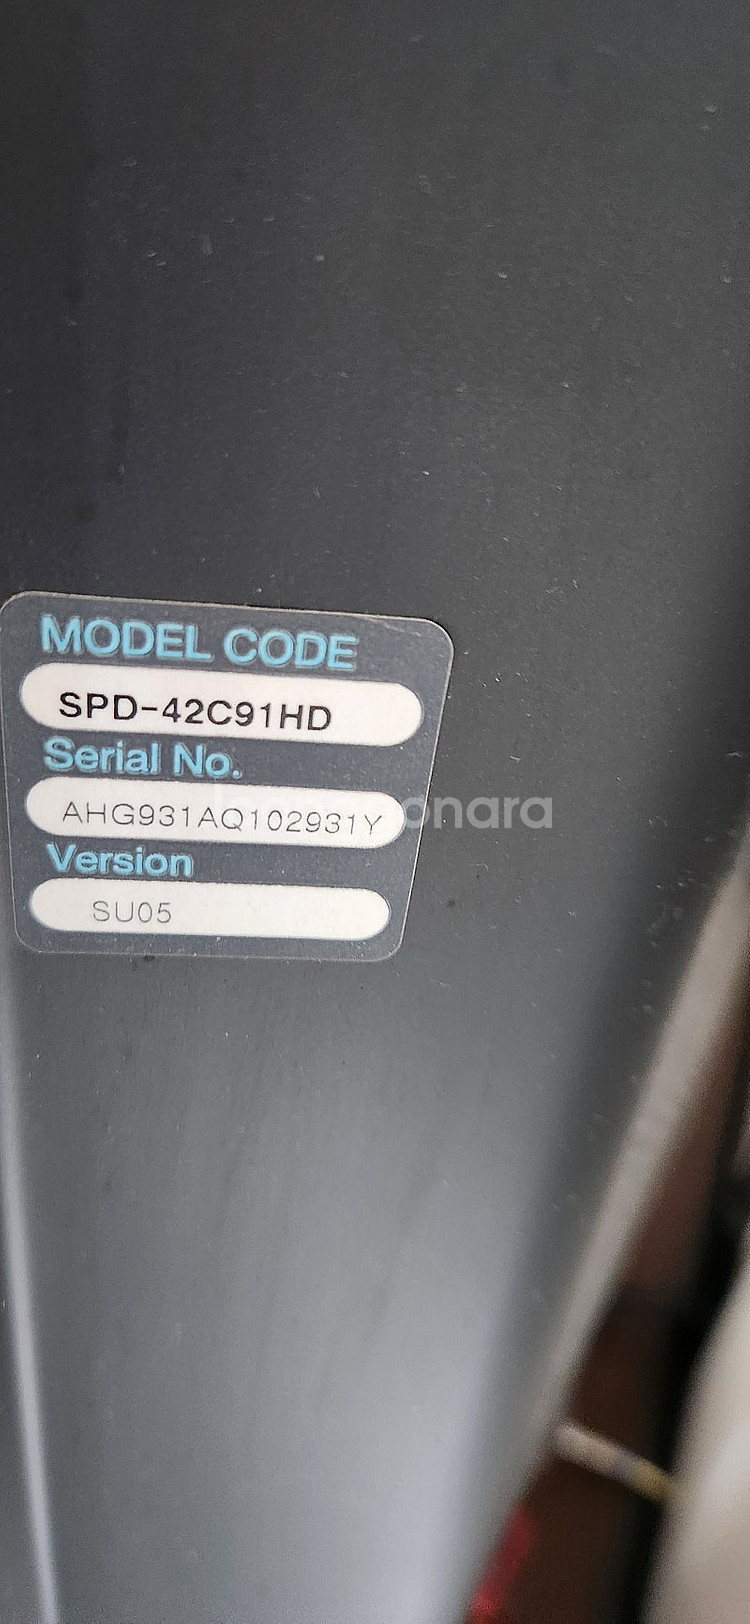 MODEL CODE
SPD-42C91HD
Serial No.
AHG931AQ102931Y
Version
SU05